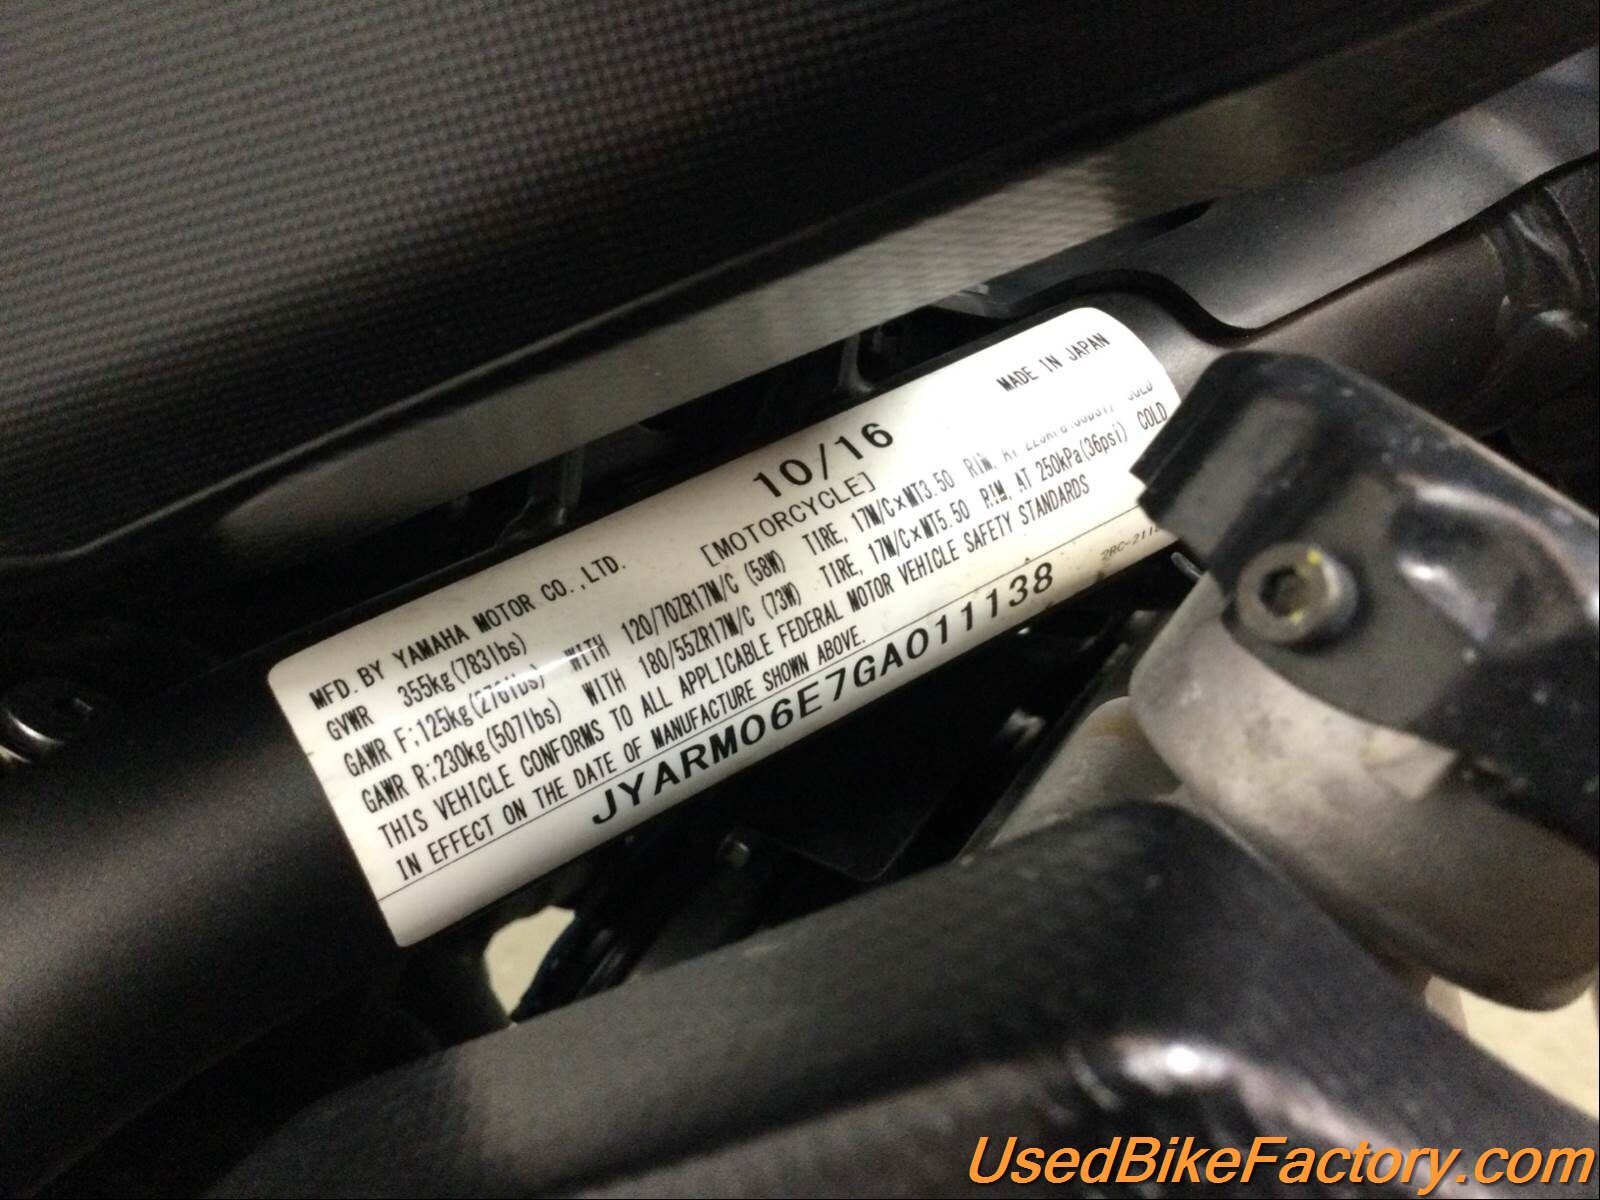 MFD. BY YAMAHA MOTOR CO.,LTD. 10/16 MADE IN JAPAN
GVWR 355kg(783lbs) [MOTORCYCLE]
GAWR F;125kg(276lbs) WITH 120/70ZR17M/C (58W) TIRE, 17M/C×MT3.50 RIM, AT COLD
GAWR R;230kg(507lbs) WITH 180/55ZR17M/C (73W) TIRE, 17M/C×MT5.50 RIM, AT 250kPa(36psi) COLD
THIS VEHICLE CONFORMS TO ALL APPLICABLE FEDERAL MOTOR VEHICLE SAFETY STANDARDS
IN EFFECT ON THE DATE OF MANUFACTURE SHOWN ABOVE.
JYARM06E7GA011138
UsedBikeFactory.com